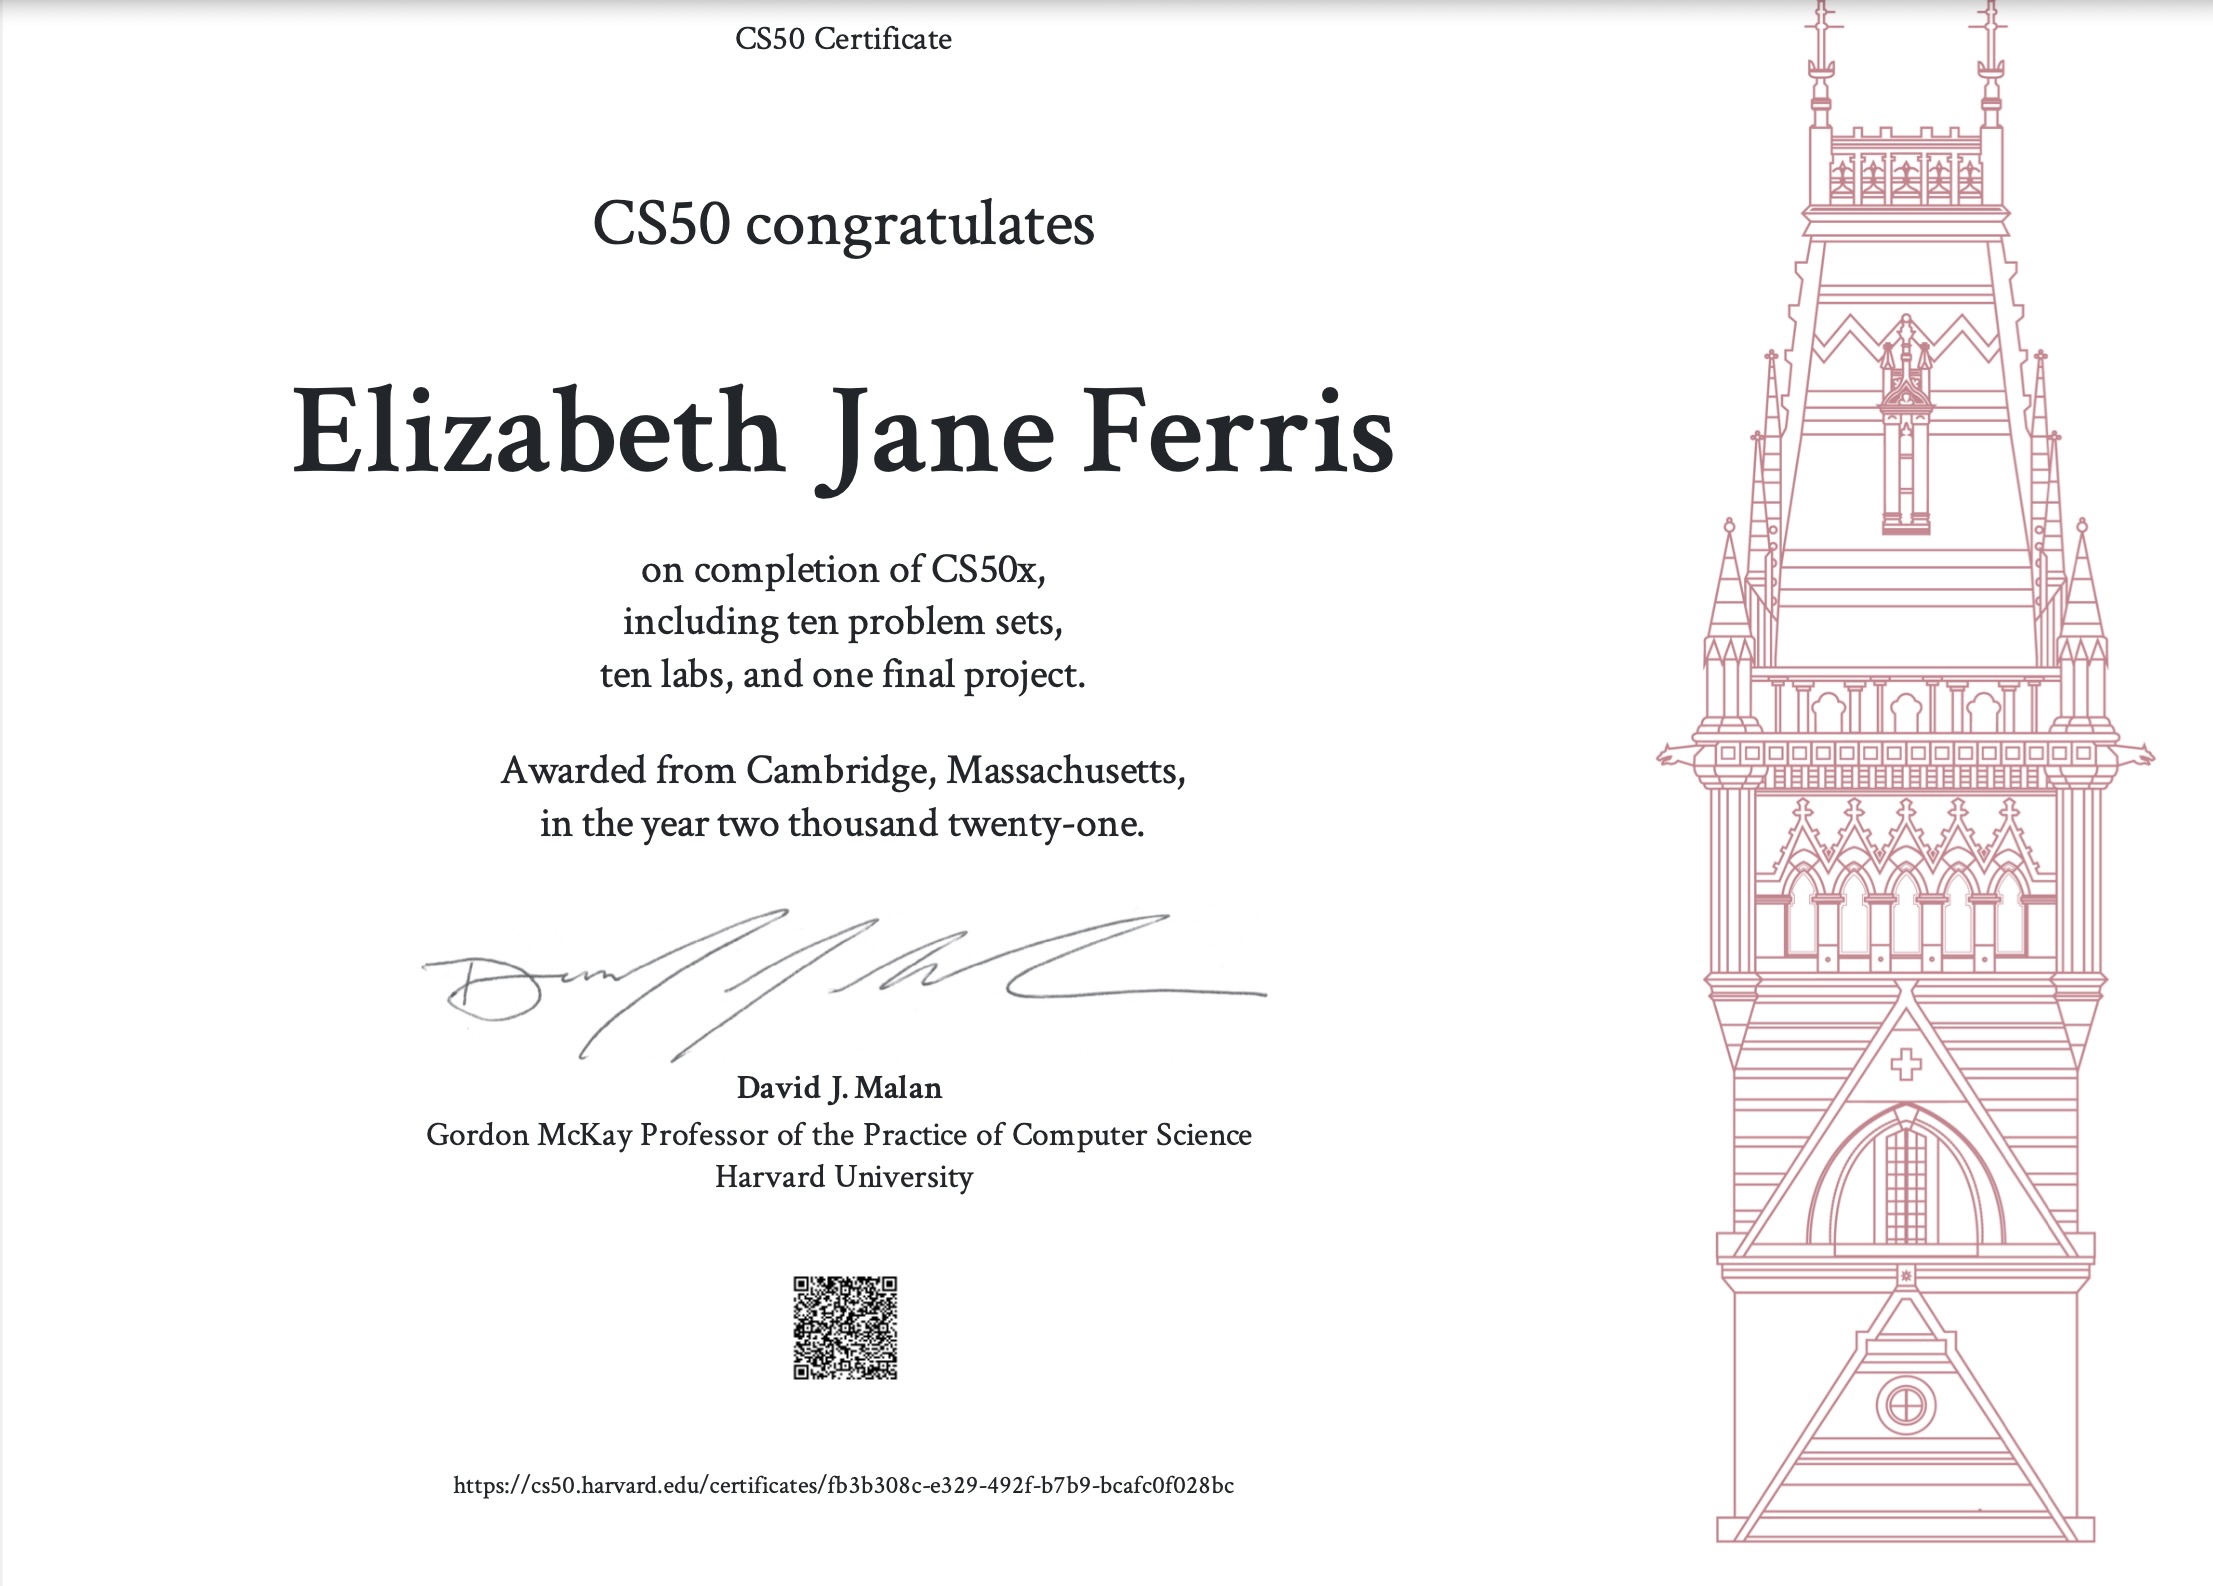 CS50 Certificate
CS50 congratulates
Elizabeth Jane Ferris
on completion of CS50x,
including ten problem sets,
ten labs, and one final project.
Awarded from Cambridge, Massachusetts,
in the year two thousand twenty-one.
David J. Malan
Gordon McKay Professor of the Practice of Computer Science
Harvard University
https://cs50.harvard.edu/certificates/fb3b308c-e329-492f-b7b9-bcafc0f028bc